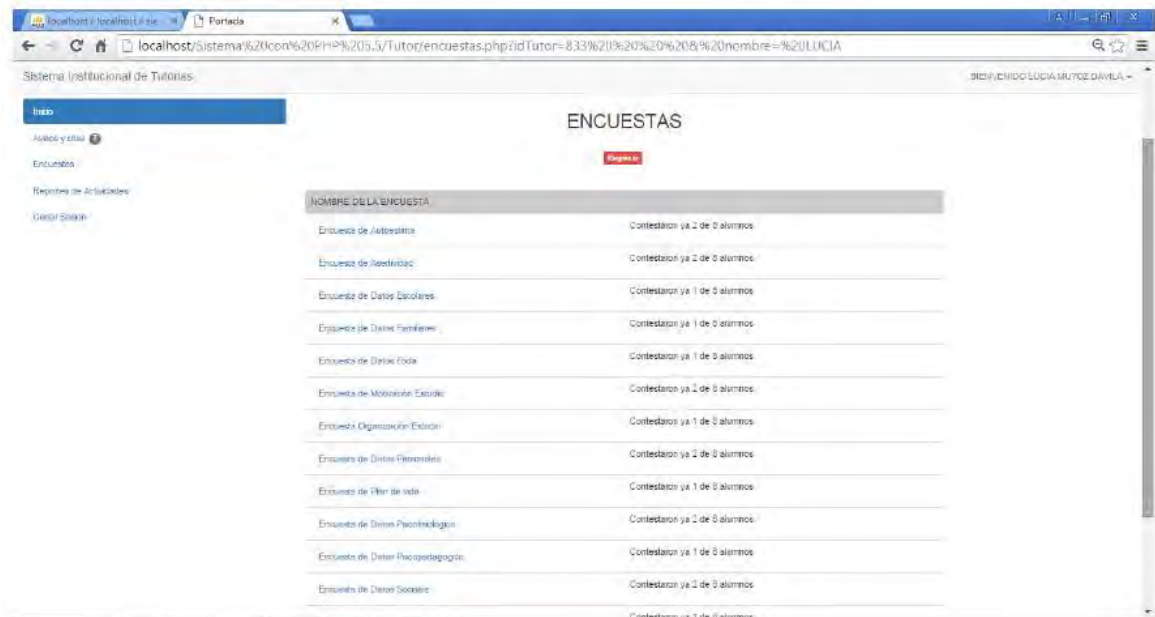 Portada
localhost/Sistema%20con%20PHP%205.5/Tutor/encuestas.php?idTutor=833%20%20%20%20&%20nombre=%20LUCIA
Sistema Institucional de Tutorias
BIENVENIDO LUCIA MUÑOZ DAVILA
Inicio
Avisos y citas
Encuestas
Reportes de Actividades
Cerrar Sesion
ENCUESTAS
Regresar
NOMBRE DE LA ENCUESTA
Encuesta de Autoestima Contestaron ya 2 de 8 alumnos
Encuesta de Asertividad Contestaron ya 2 de 8 alumnos
Encuesta de Datos Escolares Contestaron ya 1 de 8 alumnos
Encuesta de Datos Familiares Contestaron ya 1 de 8 alumnos
Encuesta de Datos Foda Contestaron ya 1 de 8 alumnos
Encuesta de Motivación Estudio Contestaron ya 2 de 8 alumnos
Encuesta Organización Estudio Contestaron ya 1 de 8 alumnos
Encuesta de Datos Personales Contestaron ya 2 de 8 alumnos
Encuesta de Plan de vida Contestaron ya 1 de 8 alumnos
Encuesta de Datos Psicofisiologico Contestaron ya 2 de 8 alumnos
Encuesta de Datos Psicopedagogico Contestaron ya 1 de 8 alumnos
Encuesta de Datos Sociales Contestaron ya 2 de 8 alumnos